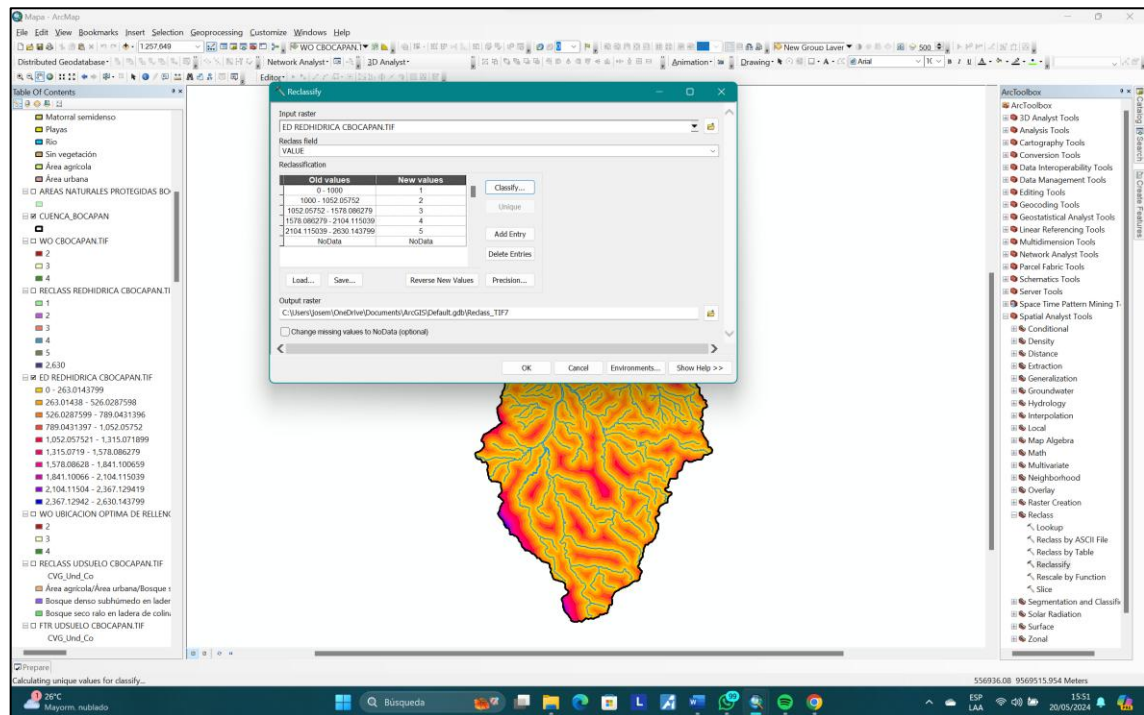 Mapa - ArcMap
File Edit View Bookmarks Insert Selection Geoprocessing Customize Windows Help
1:257,649
WO CBOCAPAN.T
New Group Layer
500
Distributed Geodatabase
Network Analyst
3D Analyst
Animation
Drawing
Arial
Editor
Table Of Contents
Matorral semidenso
Playas
Rio
Sin vegetación
Área agrícola
Área urbana
AREAS NATURALES PROTEGIDAS BO
CUENCA_BOCAPAN
WO CBOCAPAN.TIF
2
3
4
RECLASS REDHIDRICA CBOCAPAN.TI
1
2
3
4
5
2,630
ED REDHIDRICA CBOCAPAN.TIF
0 - 263.0143799
263.01438 - 526.0287598
526.0287599 - 789.0431396
789.0431397 - 1,052.05752
1,052.057521 - 1,315.071899
1,315.0719 - 1,578.086279
1,578.08628 - 1,841.100659
1,841.10066 - 2,104.115039
2,104.11504 - 2,367.129419
2,367.12942 - 2,630.143799
WO UBICACION OPTIMA DE RELLENO
2
3
4
RECLASS UDSUELO CBOCAPAN.TIF
CVG_Und_Co
Área agrícola/Área urbana/Bosque s
Bosque denso subhúmedo en lader
Bosque seco ralo en ladera de colina
FTR UDSUELO CBOCAPAN.TIF
CVG_Und_Co
Reclassify
Input raster
ED REDHIDRICA CBOCAPAN.TIF
Reclass field
VALUE
Reclassification
Old values New values
0 - 1000 1
1000 - 1052.05752 2
1052.05752 - 1578.086279 3
1578.086279 - 2104.115039 4
2104.115039 - 2630.143799 5
NoData NoData
Classify...
Unique
Add Entry
Delete Entries
Load... Save... Reverse New Values Precision...
Output raster
C:\Users\josem\OneDrive\Documents\ArcGIS\Default.gdb\Reclass_TIF7
Change missing values to NoData (optional)
OK Cancel Environments... Show Help >>
ArcToolbox
ArcToolbox
3D Analyst Tools
Analysis Tools
Cartography Tools
Conversion Tools
Data Interoperability Tools
Data Management Tools
Editing Tools
Geocoding Tools
Geostatistical Analyst Tools
Linear Referencing Tools
Multidimension Tools
Network Analyst Tools
Parcel Fabric Tools
Schematics Tools
Server Tools
Space Time Pattern Mining T
Spatial Analyst Tools
Conditional
Density
Distance
Extraction
Generalization
Groundwater
Hydrology
Interpolation
Local
Map Algebra
Math
Multivariate
Neighborhood
Overlay
Raster Creation
Reclass
Lookup
Reclass by ASCII File
Reclass by Table
Reclassify
Rescale by Function
Slice
Segmentation and Classifi
Solar Radiation
Surface
Zonal
Catalog
Search
Create Features
Prepare
Calculating unique values for classify...
556936.08 9569515.954 Meters
1
26°C
Mayorm. nublado
Búsqueda
99
ESP
LAA
15:51
20/05/2024